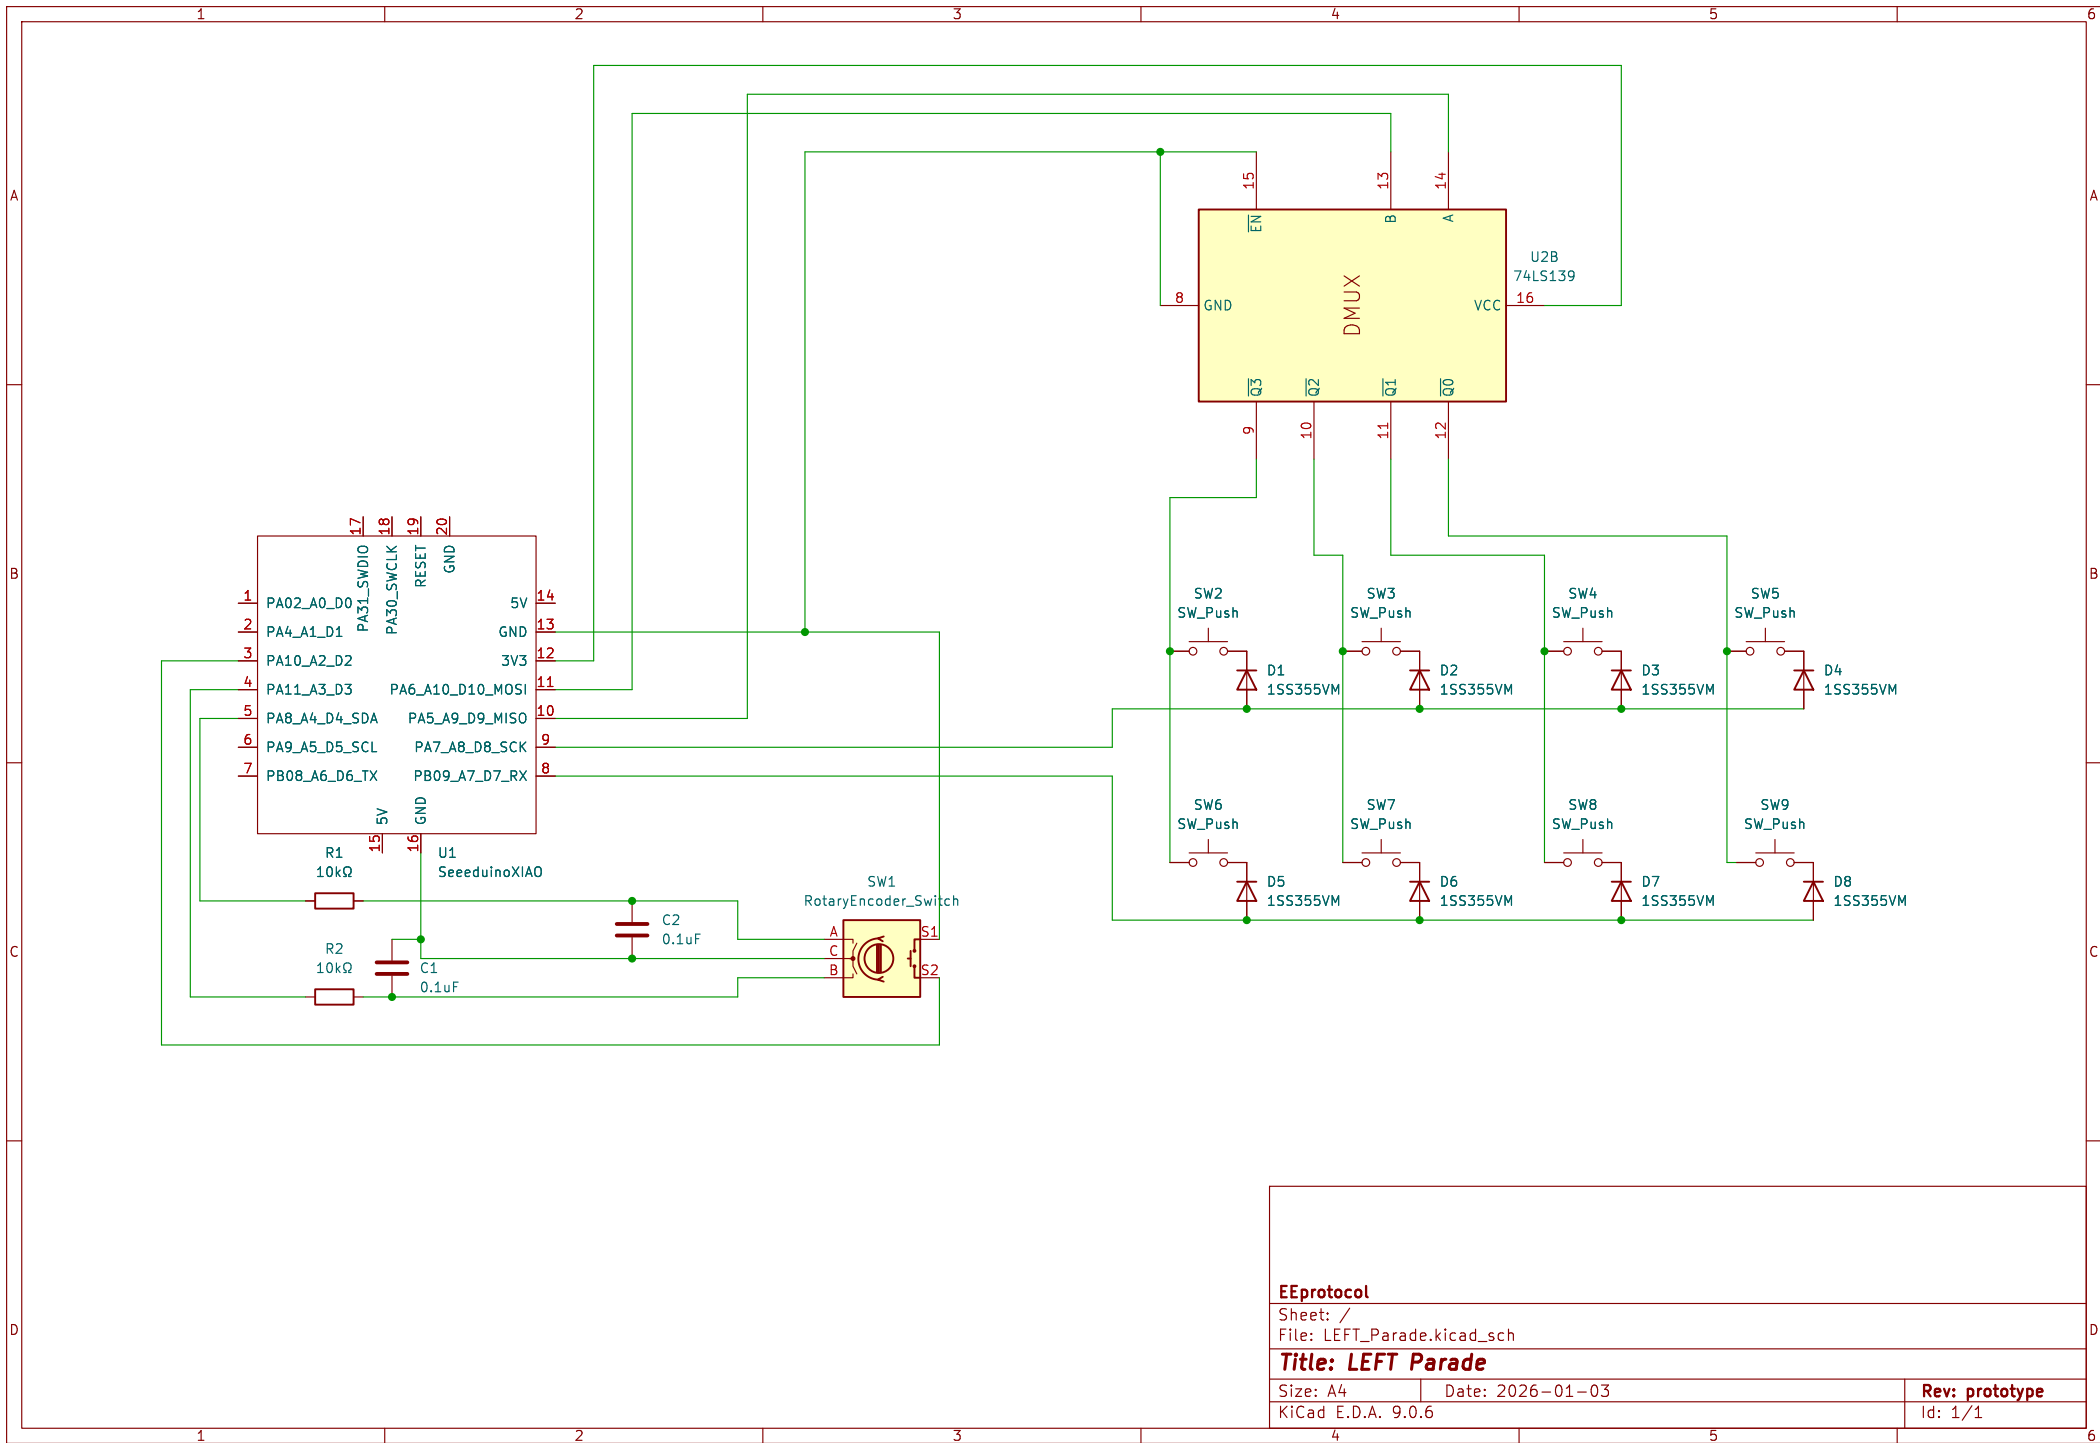 1 2 3 4 5 6
A A
15
13
14
EN
B
A
U2B
74LS139
8 GND
DMUX
VCC 16
Q3
Q2
Q1
Q0
9
10
11
12
17
18
19
20
PA31_SWDIO
PA30_SWCLK
RESET
GND
B B
1 PA02_A0_D0
2 PA4_A1_D1
3 PA10_A2_D2
4 PA11_A3_D3
5 PA8_A4_D4_SDA
6 PA9_A5_D5_SCL
7 PB08_A6_D6_TX
5V 14
GND 13
3V3 12
PA6_A10_D10_MOSI 11
PA5_A9_D9_MISO 10
PA7_A8_D8_SCK 9
PB09_A7_D7_RX 8
5V
GND
15
16
U1
SeeeduinoXIAO
SW2
SW_Push
SW3
SW_Push
SW4
SW_Push
SW5
SW_Push
D1
1SS355VM
D2
1SS355VM
D3
1SS355VM
D4
1SS355VM
SW6
SW_Push
SW7
SW_Push
SW8
SW_Push
SW9
SW_Push
D5
1SS355VM
D6
1SS355VM
D7
1SS355VM
D8
1SS355VM
R1
10kΩ
R2
10kΩ
C1
0.1uF
C2
0.1uF
SW1
RotaryEncoder_Switch
A
C
B
S1
S2
C C
D D
EEprotocol
Sheet: /
File: LEFT_Parade.kicad_sch
Title: LEFT Parade
Size: A4 Date: 2026-01-03 Rev: prototype
KiCad E.D.A. 9.0.6 Id: 1/1
1 2 3 4 5 6